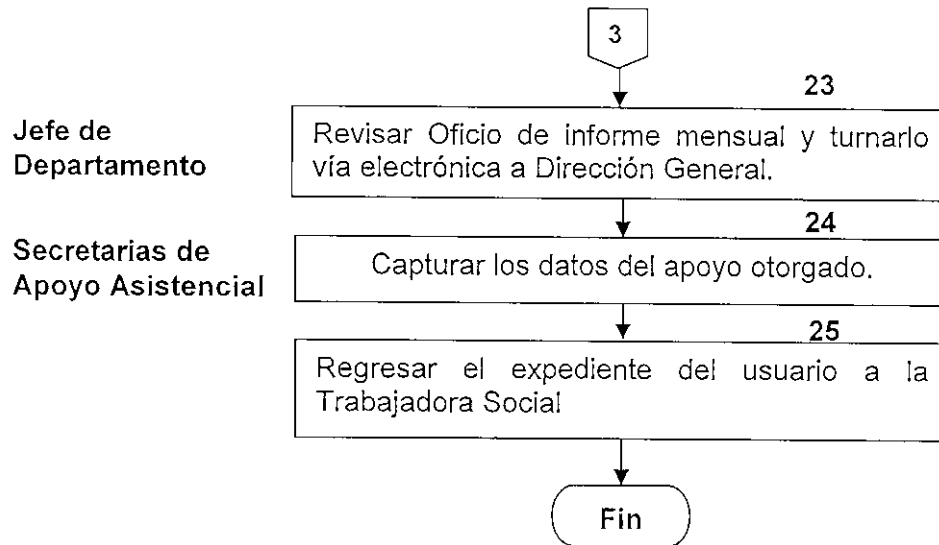 3
23
Jefe de
Departamento
Revisar Oficio de informe mensual y turnarlo
vía electrónica a Dirección General.
24
Secretarias de
Apoyo Asistencial
Capturar los datos del apoyo otorgado.
25
Regresar el expediente del usuario a la
Trabajadora Social
Fin